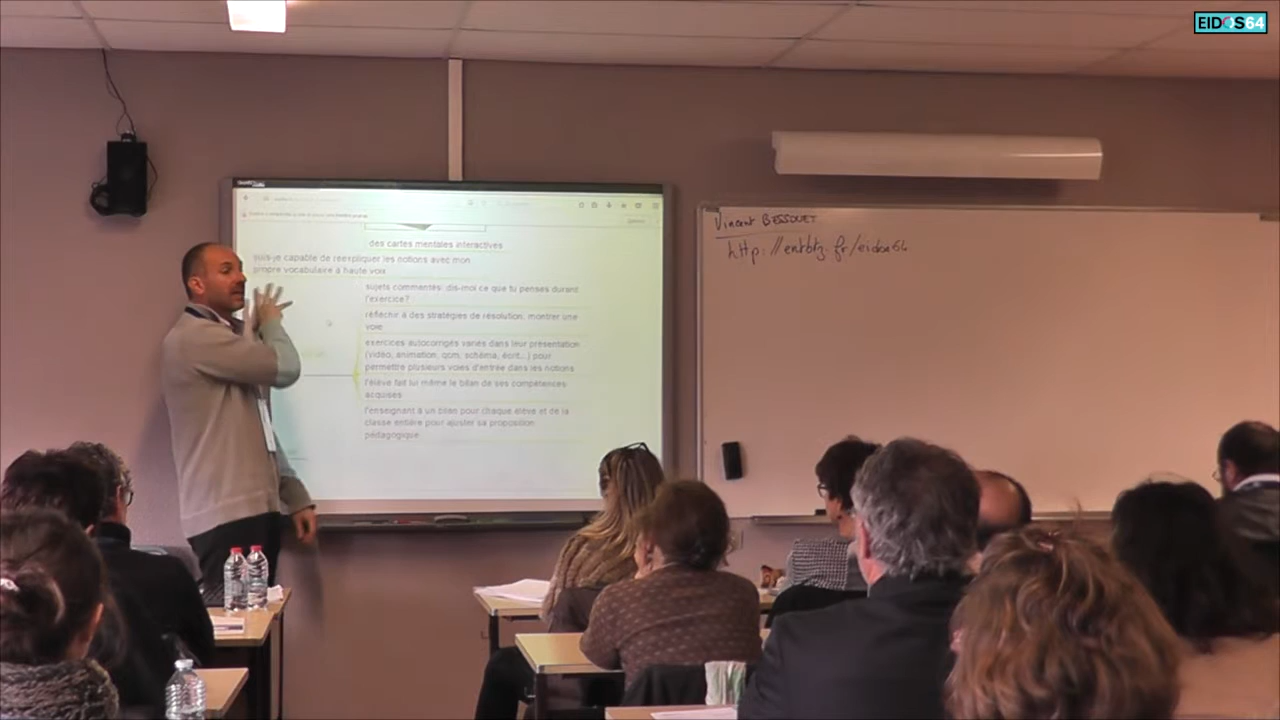 EIDOS64
des cartes mentales interactives
suis-je capable de réexpliquer les notions avec mon
propre vocabulaire à haute voix
sujets commentés: dis-moi ce que tu penses durant
l'exercice?
réfléchir à des stratégies de résolution, montrer une
voie
exercices autocorrigés variés dans leur présentation
(vidéo, animation, qcm, schéma, écrit...) pour
permettre plusieurs voies d'entrée dans les notions
l'élève fait lui même le bilan de ses compétences
acquises
l'enseignant à un bilan pour chaque élève et de la
classe entière pour ajuster sa proposition
pédagogique
Vincent BESSOUET
http://entbtz.fr/eidos64